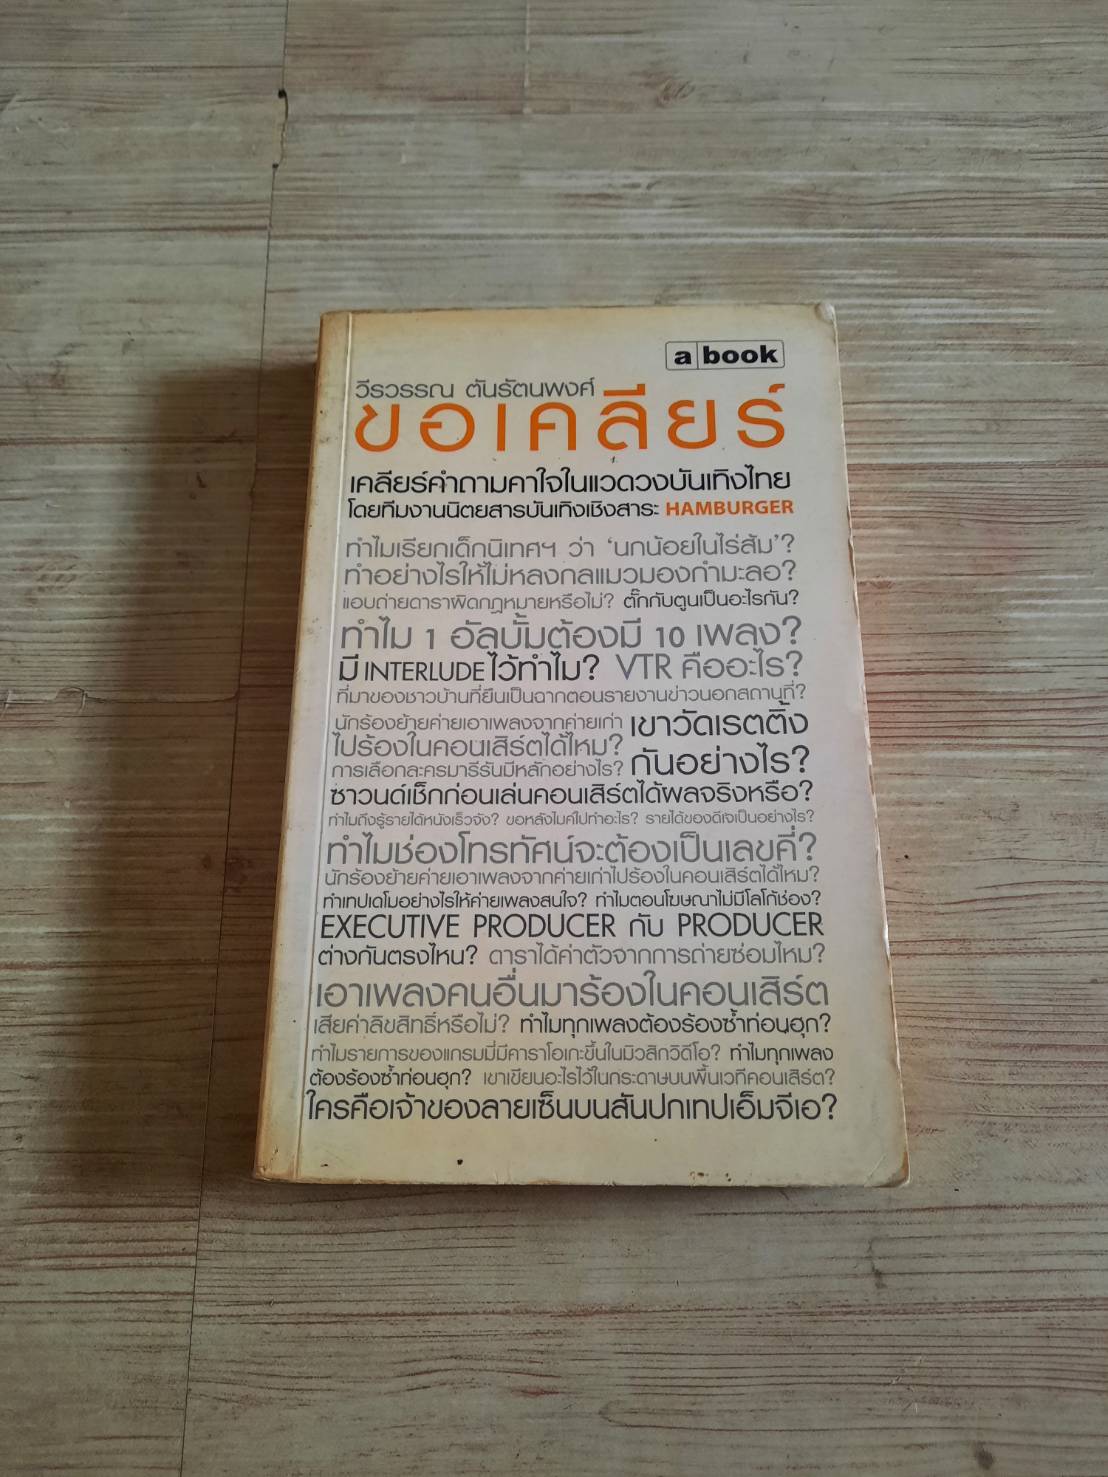 a book
วีรวรรณ ตันรัตนพงศ์
ขอเคลียร์
เคลียร์คำถามคาใจในแวดวงบันเทิงไทย
โดยทีมงานนิตยสารบันเทิงเชิงสาระ HAMBURGER
ทำไมเรียกเด็กนิเทศฯ ว่า ‘นกน้อยในไร่ส้ม’?
ทำอย่างไรให้ไม่หลงกลแมวมองกำมะลอ?
แอบถ่ายดาราผิดกฎหมายหรือไม่? ตั๊กกับตูนเป็นอะไรกัน?
ทำไม 1 อัลบั้มต้องมี 10 เพลง?
มี INTERLUDE ไว้ทำไม? VTR คืออะไร?
ที่มาของชาวบ้านที่ยืนเป็นฉากตอนรายงานข่าวนอกสถานที่?
นักร้องย้ายค่ายเอาเพลงจากค่ายเก่า
ไปร้องในคอนเสิร์ตได้ไหม?
การเลือกละครมารีรันมีหลักอย่างไร?
เขาวัดเรตติ้ง
กันอย่างไร?
ซาวนด์เช็กก่อนเล่นคอนเสิร์ตได้ผลจริงหรือ?
ทำไมถึงรู้รายได้หนังเร็วจัง? ขอหลังไมค์ไปทำอะไร? รายได้ของดีเจเป็นอย่างไร?
ทำไมช่องโทรทัศน์จะต้องเป็นเลขคี่?
นักร้องย้ายค่ายเอาเพลงจากค่ายเก่าไปร้องในคอนเสิร์ตได้ไหม?
ทำเทปเดโมอย่างไรให้ค่ายเพลงสนใจ? ทำไมตอนโฆษณาไม่มีโลโก้ช่อง?
EXECUTIVE PRODUCER กับ PRODUCER
ต่างกันตรงไหน? ดาราได้ค่าตัวจากการถ่ายซ่อมไหม?
เอาเพลงคนอื่นมาร้องในคอนเสิร์ต
เสียค่าลิขสิทธิ์หรือไม่? ทำไมทุกเพลงต้องร้องซ้ำท่อนฮุก?
ทำไมรายการของแกรมมี่มีคาราโอเกะขึ้นในมิวสิกวิดีโอ? ทำไมทุกเพลง
ต้องร้องซ้ำท่อนฮุก? เขาเขียนอะไรไว้ในกระดาษบนพื้นเวทีคอนเสิร์ต?
ใครคือเจ้าของลายเซ็นบนสันปกเทปเอ็มจีเอ?